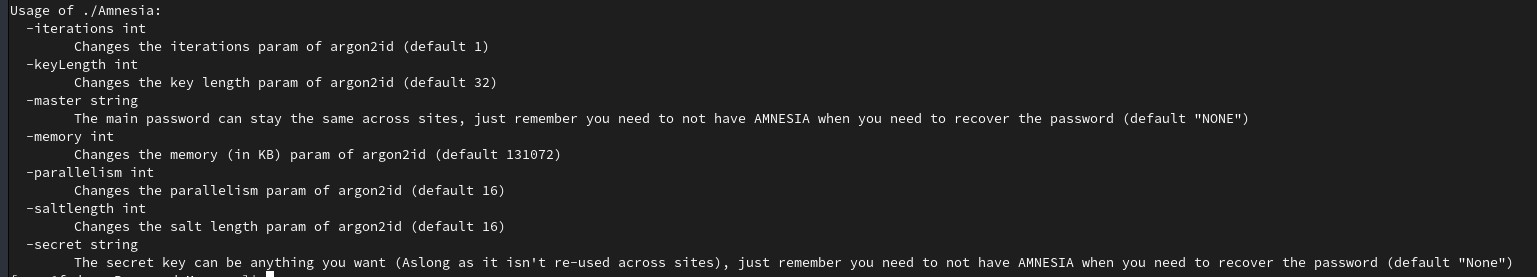 Usage of ./Amnesia:
-iterations int
Changes the iterations param of argon2id (default 1)
-keyLength int
Changes the key length param of argon2id (default 32)
-master string
The main password can stay the same across sites, just remember you need to not have AMNESIA when you need to recover the password (default "NONE")
-memory int
Changes the memory (in KB) param of argon2id (default 131072)
-parallelism int
Changes the parallelism param of argon2id (default 16)
-saltlength int
Changes the salt length param of argon2id (default 16)
-secret string
The secret key can be anything you want (Aslong as it isn't re-used across sites), just remember you need to not have AMNESIA when you need to recover the password (default "None")